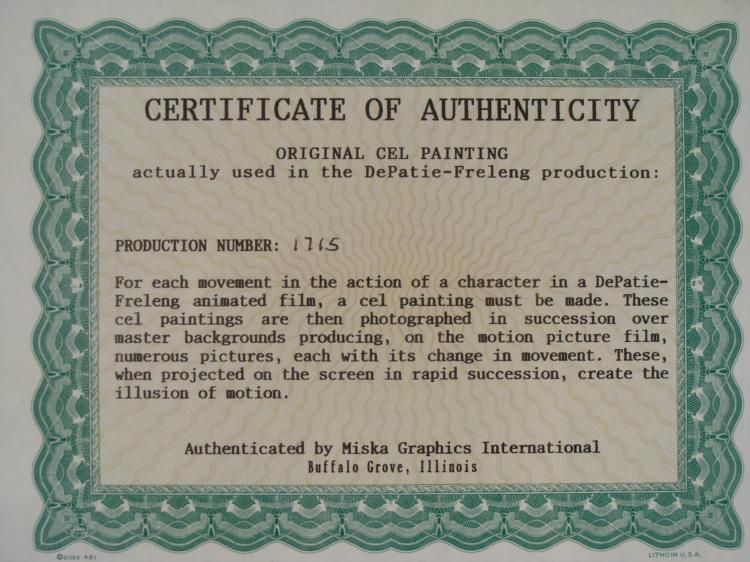 CERTIFICATE OF AUTHENTICITY
ORIGINAL CEL PAINTING
actually used in the DePatie-Freleng production:
PRODUCTION NUMBER: 1715
For each movement in the action of a character in a DePatie-
Freleng animated film, a cel painting must be made. These
cel paintings are then photographed in succession over
master backgrounds producing, on the motion picture film,
numerous pictures, each with its change in movement. These,
when projected on the screen in rapid succession, create the
illusion of motion.
Authenticated by Miska Graphics International
Buffalo Grove, Illinois
©GOES 481
LITHO IN U.S.A.